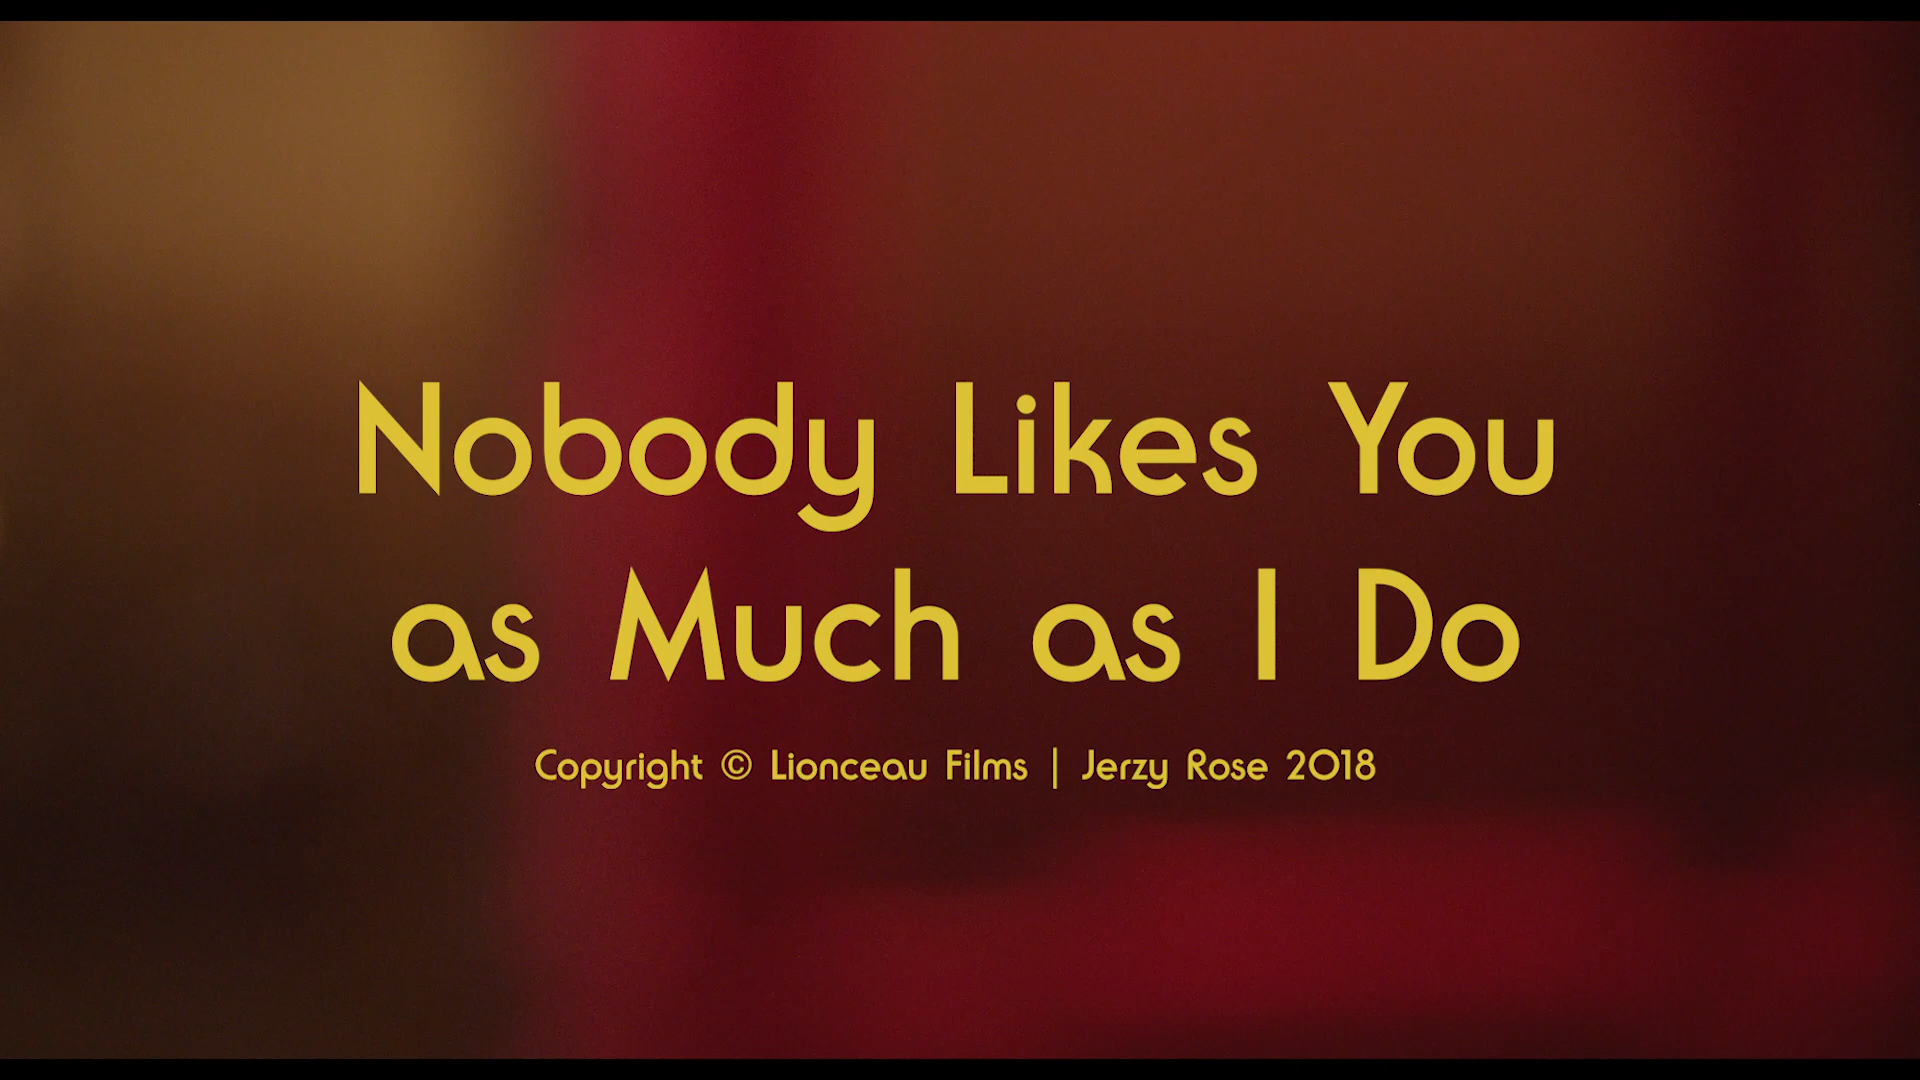 Nobody Likes You
as Much as I Do
Copyright © Lionceau Films | Jerzy Rose 2018